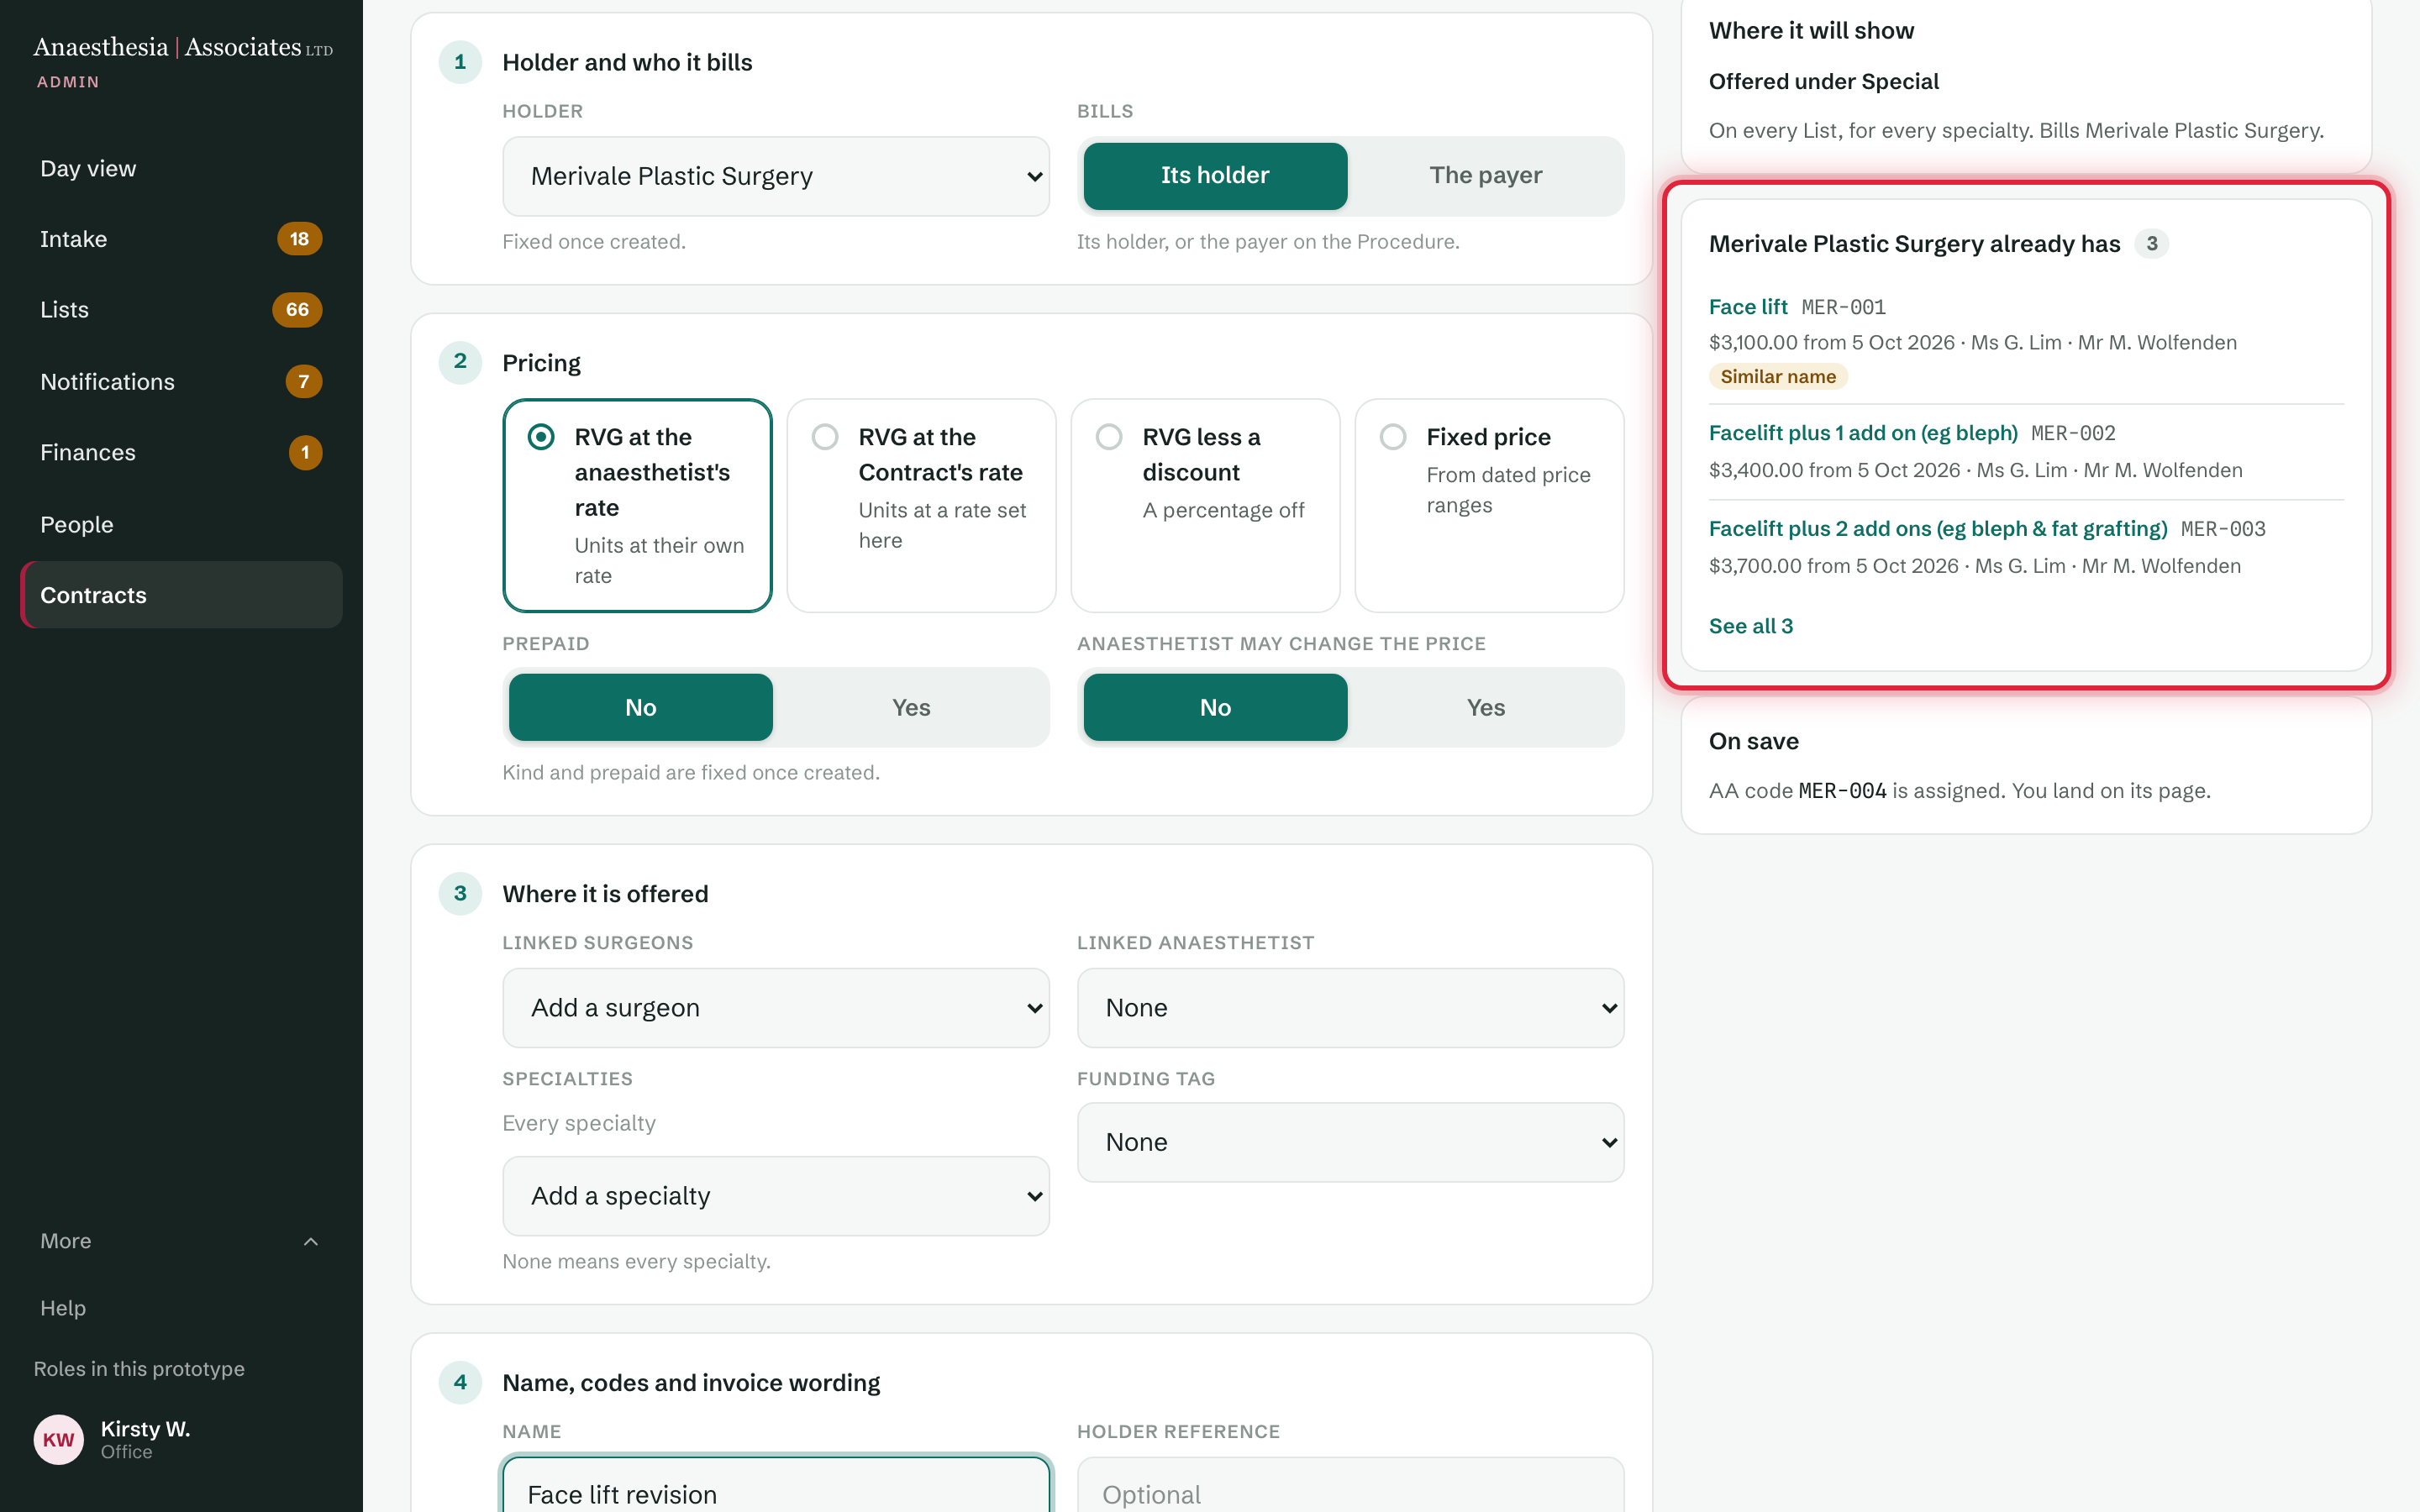 Anaesthesia | Associates LTD
ADMIN
Day view
Intake 18
Lists 66
Notifications 7
Finances 1
People
Contracts
More
Help
Roles in this prototype
KW
Kirsty W.
Office
1 Holder and who it bills
HOLDER
Merivale Plastic Surgery
Fixed once created.
BILLS
Its holder
The payer
Its holder, or the payer on the Procedure.
2 Pricing
RVG at the
anaesthetist's
rate
Units at their own
rate
RVG at the
Contract's rate
Units at a rate set
here
RVG less a
discount
A percentage off
Fixed price
From dated price
ranges
PREPAID
No
Yes
ANAESTHETIST MAY CHANGE THE PRICE
No
Yes
Kind and prepaid are fixed once created.
3 Where it is offered
LINKED SURGEONS
Add a surgeon
LINKED ANAESTHETIST
None
SPECIALTIES
Every specialty
Add a specialty
None means every specialty.
FUNDING TAG
None
4 Name, codes and invoice wording
NAME
Face lift revision
HOLDER REFERENCE
Optional
Where it will show
Offered under Special
On every List, for every specialty. Bills Merivale Plastic Surgery.
Merivale Plastic Surgery already has 3
Face lift MER-001
$3,100.00 from 5 Oct 2026 · Ms G. Lim · Mr M. Wolfenden
Similar name
Facelift plus 1 add on (eg bleph) MER-002
$3,400.00 from 5 Oct 2026 · Ms G. Lim · Mr M. Wolfenden
Facelift plus 2 add ons (eg bleph & fat grafting) MER-003
$3,700.00 from 5 Oct 2026 · Ms G. Lim · Mr M. Wolfenden
See all 3
On save
AA code MER-004 is assigned. You land on its page.